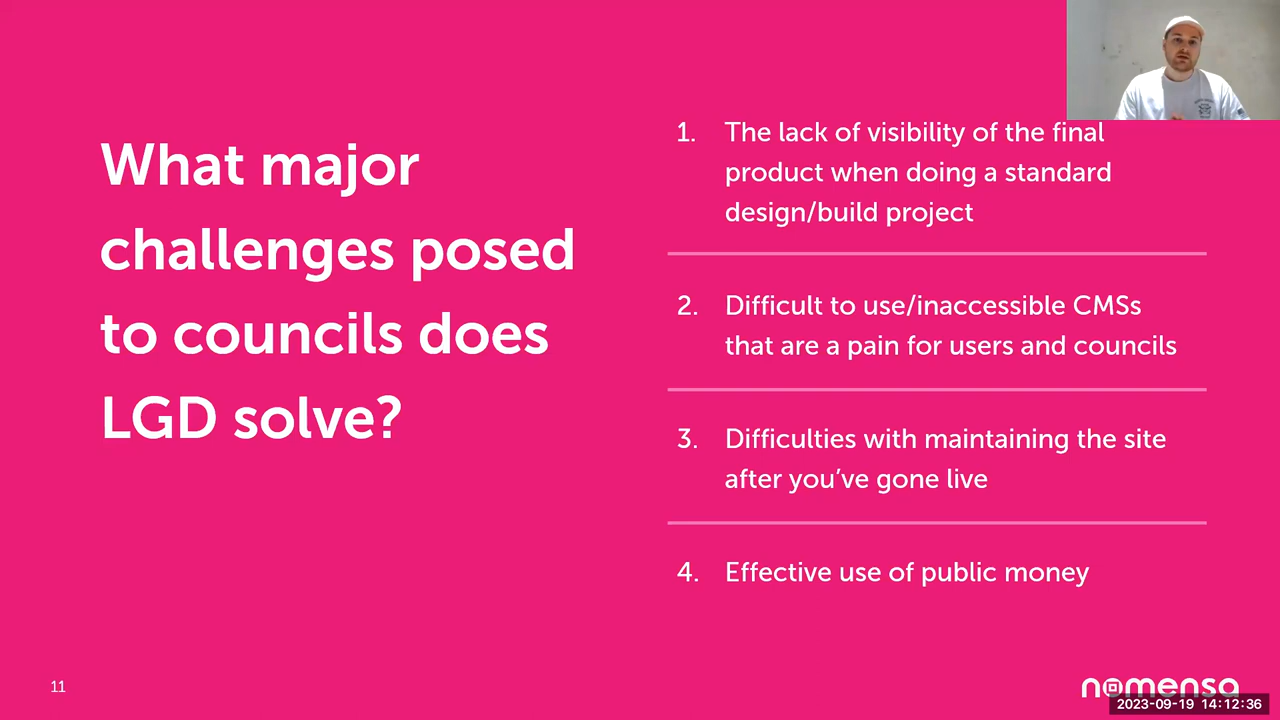 What major
challenges posed
to councils does
LGD solve?
1. The lack of visibility of the final
product when doing a standard
design/build project
2. Difficult to use/inaccessible CMSs
that are a pain for users and councils
3. Difficulties with maintaining the site
after you’ve gone live
4. Effective use of public money
11
nomensa
2023-09-19 14:12:36